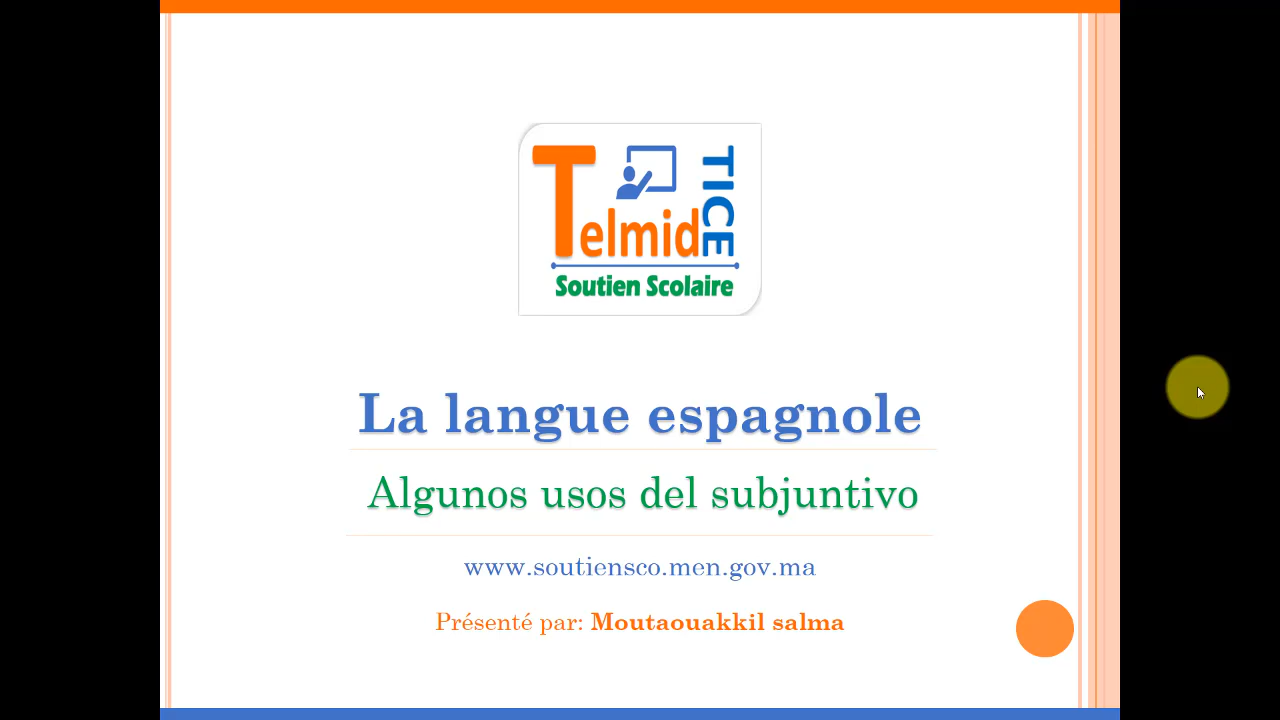 Telmid TICE
Soutien Scolaire
La langue espagnole
Algunos usos del subjuntivo
www.soutiensco.men.gov.ma
Présenté par: Moutaouakkil salma